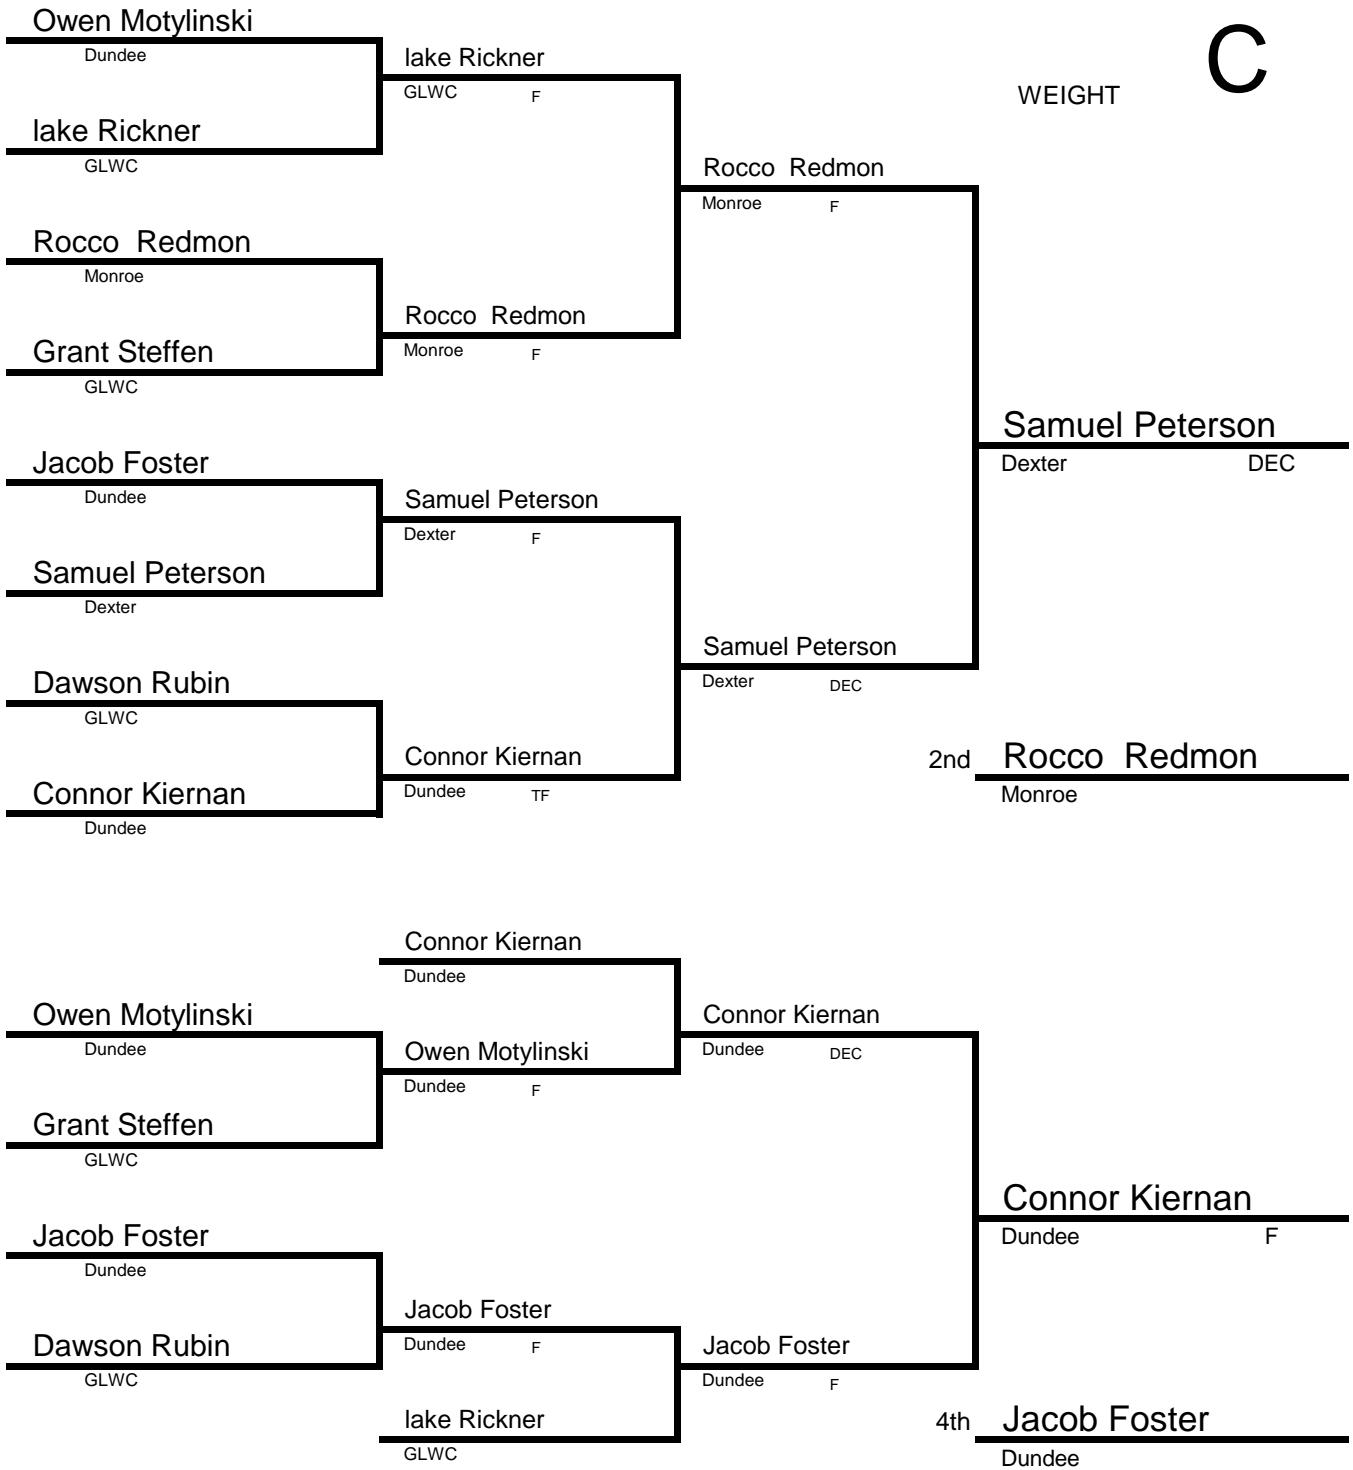 Owen Motylinski
Dundee
lake Rickner
GLWC F
C
WEIGHT
lake Rickner
GLWC
Rocco  Redmon
Monroe F
Rocco  Redmon
Monroe
Rocco  Redmon
Monroe F
Grant Steffen
GLWC
Samuel Peterson
Dexter DEC
Jacob Foster
Dundee
Samuel Peterson
Dexter F
Samuel Peterson
Dexter
Samuel Peterson
Dexter DEC
Dawson Rubin
GLWC
Connor Kiernan
Dundee TF
2nd Rocco  Redmon
Monroe
Connor Kiernan
Dundee
Connor Kiernan
Dundee
Owen Motylinski
Dundee
Connor Kiernan
Dundee DEC
Owen Motylinski
Dundee F
Grant Steffen
GLWC
Connor Kiernan
Dundee F
Jacob Foster
Dundee
Jacob Foster
Dundee F
Dawson Rubin
GLWC
Jacob Foster
Dundee F
lake Rickner
GLWC
4th Jacob Foster
Dundee